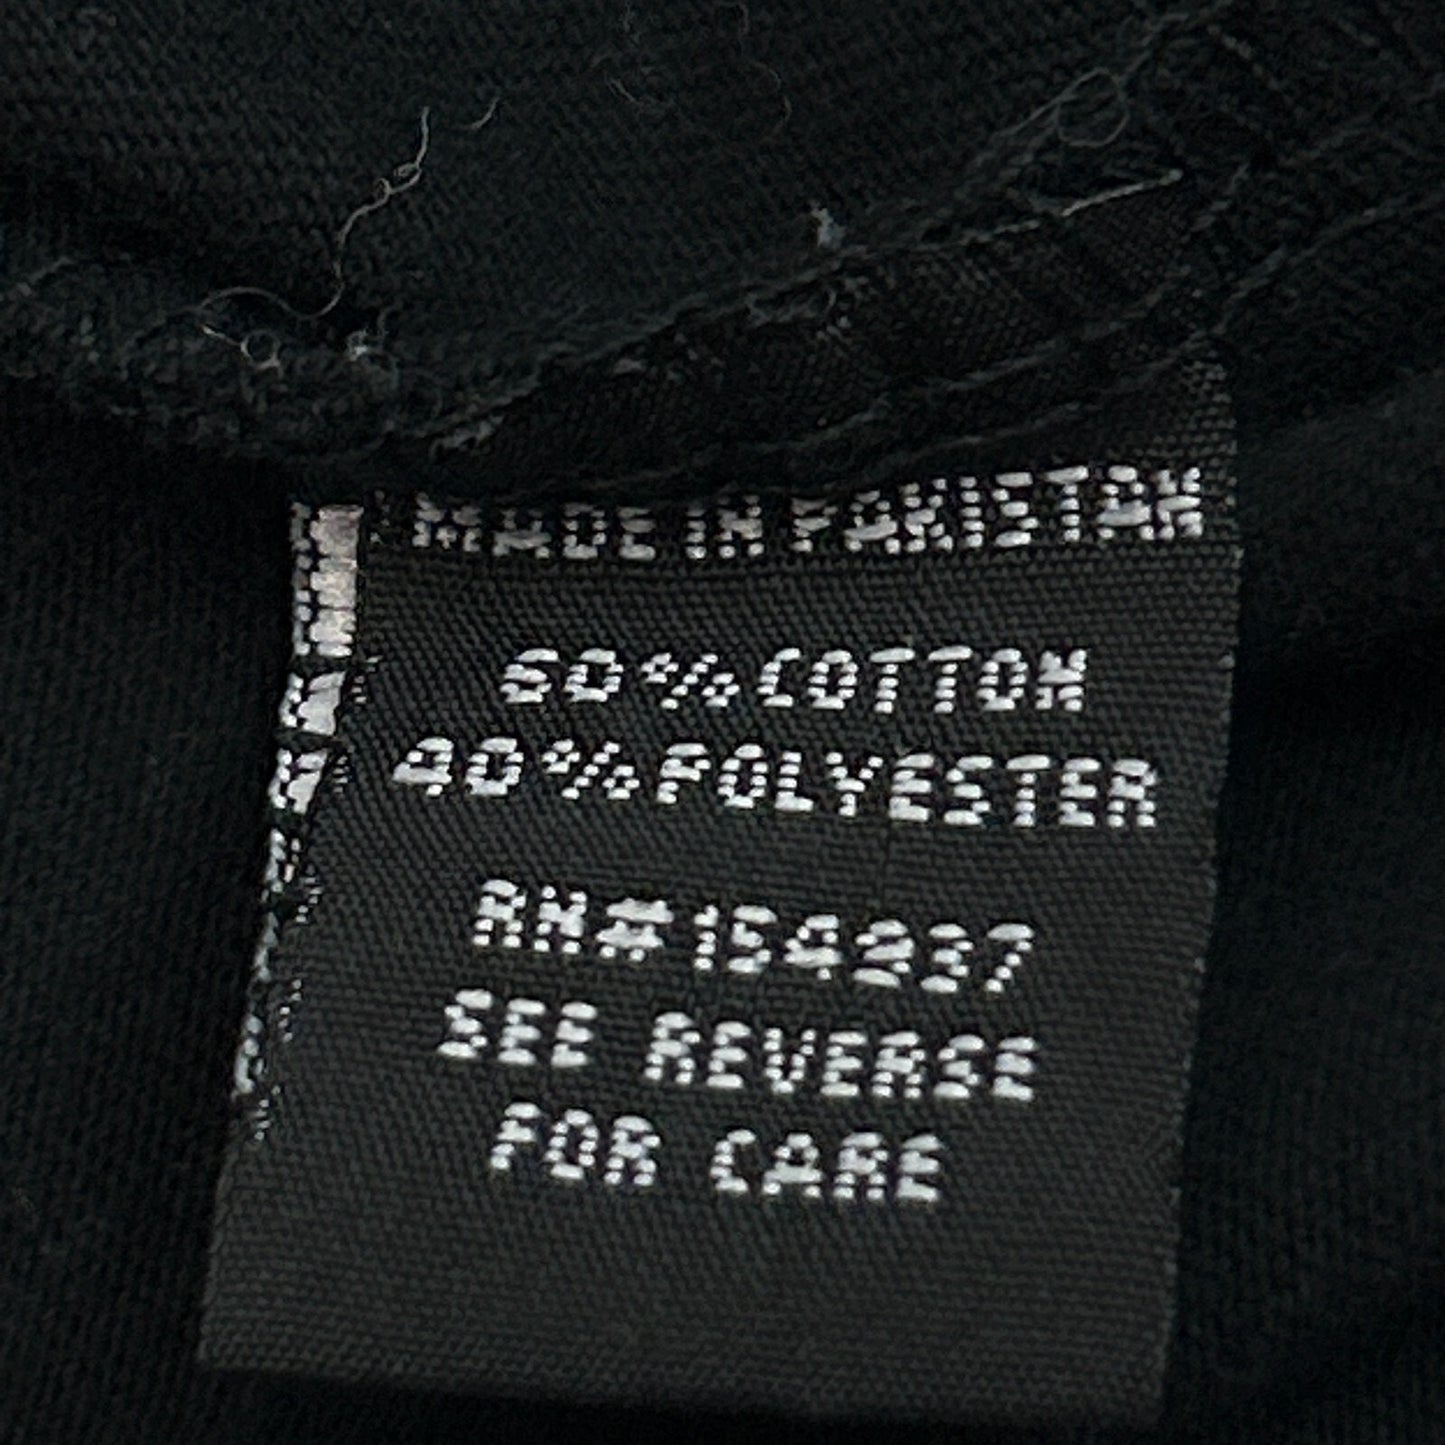 MADE IN PAKISTAN
60%COTTON
40%POLYESTER
RN#154237
SEE REVERSE
FOR CARE